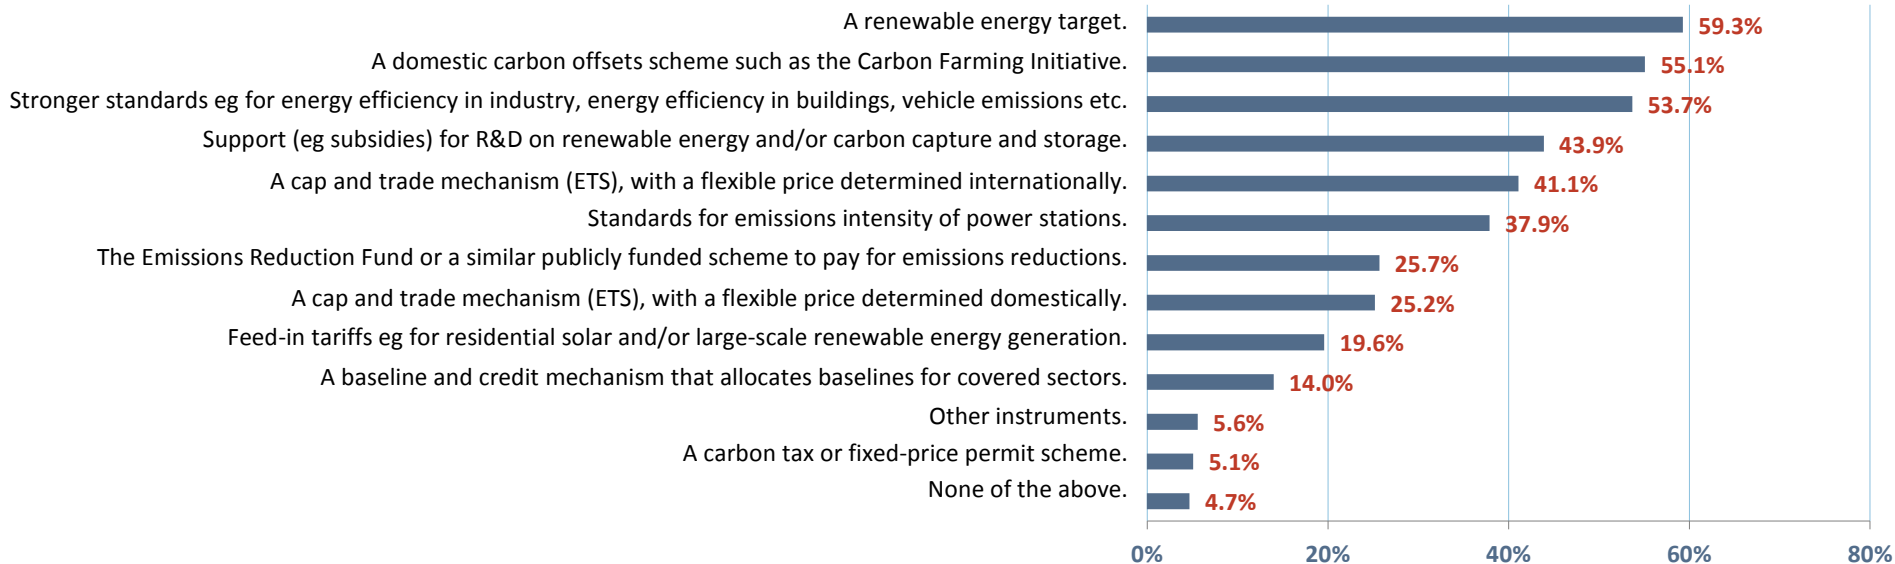 A renewable energy target. 59.3%
A domestic carbon offsets scheme such as the Carbon Farming Initiative. 55.1%
Stronger standards eg for energy efficiency in industry, energy efficiency in buildings, vehicle emissions etc. 53.7%
Support (eg subsidies) for R&D on renewable energy and/or carbon capture and storage. 43.9%
A cap and trade mechanism (ETS), with a flexible price determined internationally. 41.1%
Standards for emissions intensity of power stations. 37.9%
The Emissions Reduction Fund or a similar publicly funded scheme to pay for emissions reductions. 25.7%
A cap and trade mechanism (ETS), with a flexible price determined domestically. 25.2%
Feed-in tariffs eg for residential solar and/or large-scale renewable energy generation. 19.6%
A baseline and credit mechanism that allocates baselines for covered sectors. 14.0%
Other instruments. 5.6%
A carbon tax or fixed-price permit scheme. 5.1%
None of the above. 4.7%
0% 20% 40% 60% 80%